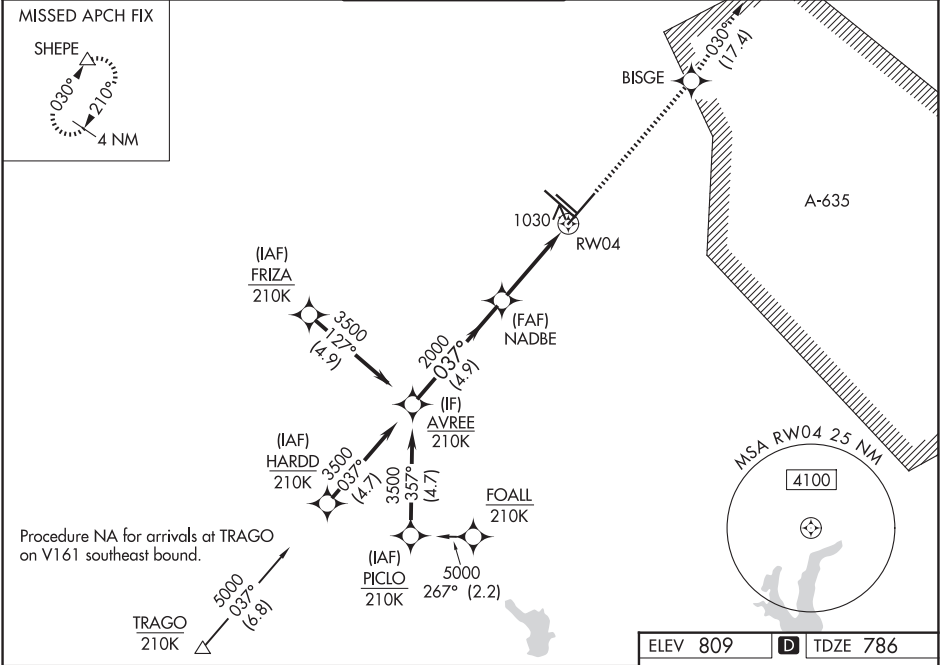 MISSED APCH FIX
SHEPE
030°
210°
4 NM
030°
(17.4)
BISGE
A-635
1030
RW04
(IAF)
FRIZA
210K
3500
127°
(4.9)
(FAF)
NADBE
2000
037°
(4.9)
(IF)
AVREE
210K
(IAF)
HARDD
210K
3500
037°
(4.7)
3500
357°
(4.7)
FOALL
210K
(IAF)
PICLO
210K
5000
267° (2.2)
MSA RW04 25 NM
4100
Procedure NA for arrivals at TRAGO
on V161 southeast bound.
5000
037°
(6.8)
TRAGO
210K
ELEV 809 D TDZE 786